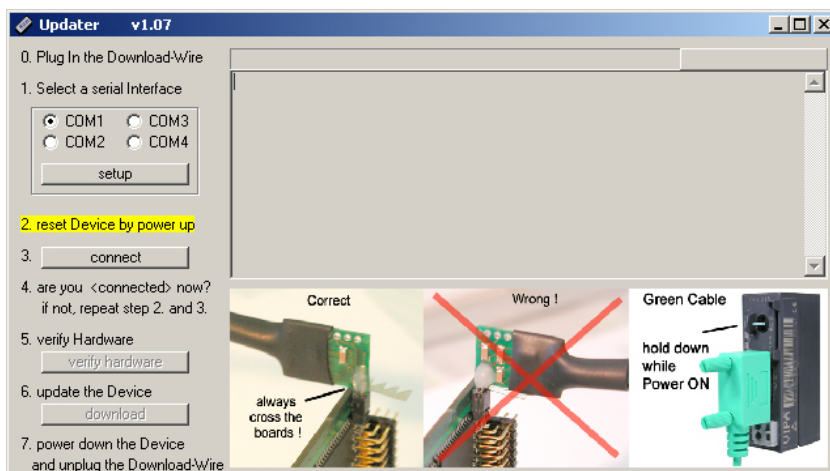 Updater v1.07
0. Plug In the Download-Wire
1. Select a serial Interface
COM1 COM3
COM2 COM4
setup
2. reset Device by power up
3. connect
4. are you <connected> now?
if not, repeat step 2. and 3.
5. verify Hardware
verify hardware
6. update the Device
download
7. power down the Device
and unplug the Download-Wire
Correct
always
cross the
boards !
Wrong !
Green Cable
hold down
while
Power ON